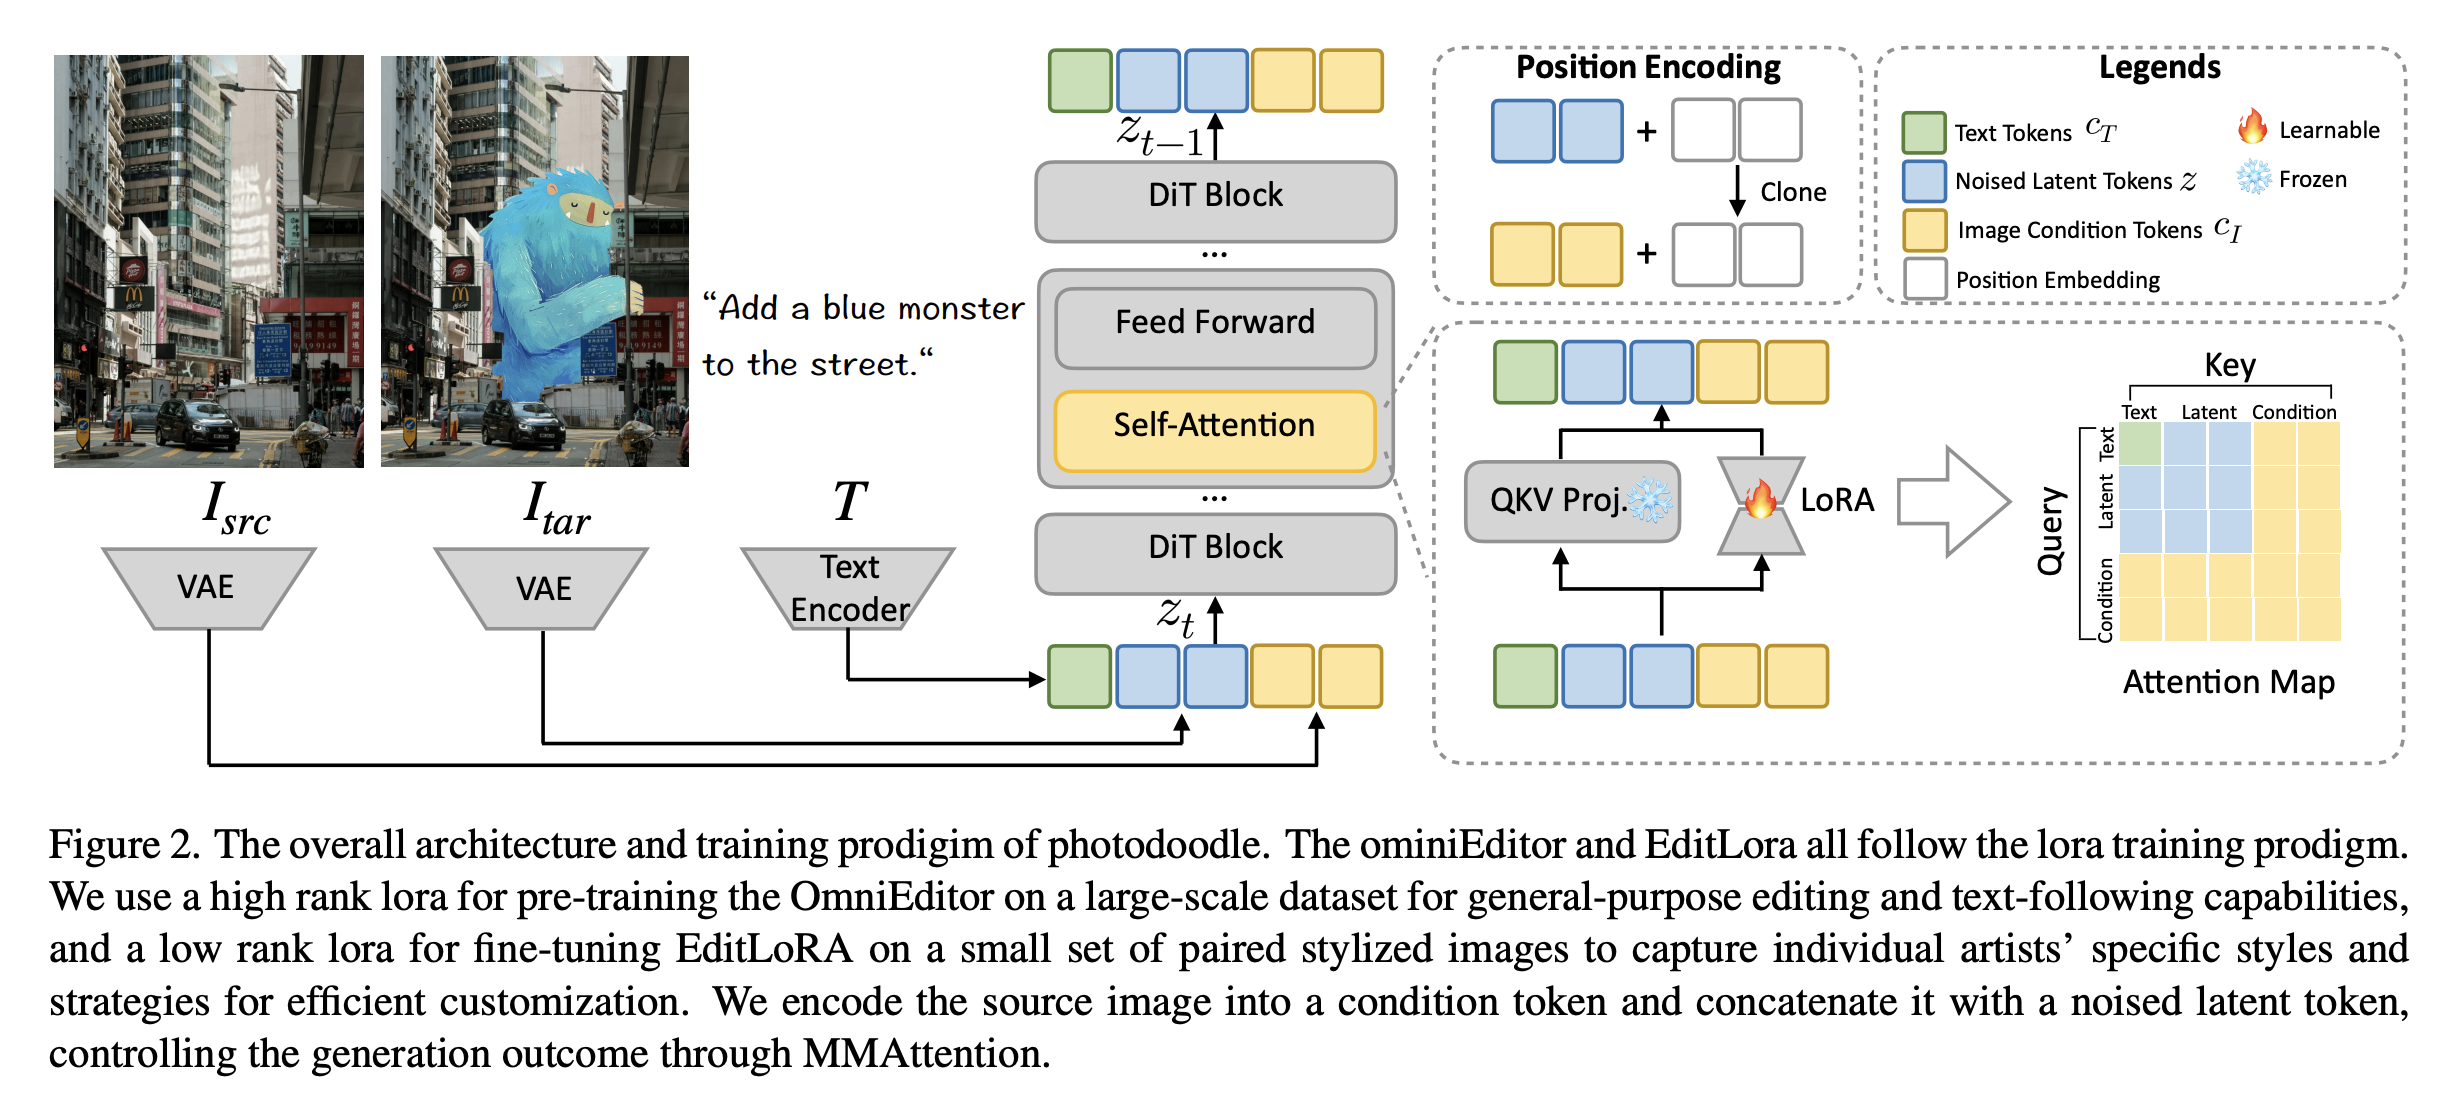 "Add a blue monster
to the street."
I_src
I_tar
T
VAE
VAE
Text
Encoder
z_{t-1}
DiT Block
...
Feed Forward
Self-Attention
...
DiT Block
z_t
Position Encoding
+
Clone
+
Legends
Text Tokens c_T
Learnable
Noised Latent Tokens z
Frozen
Image Condition Tokens c_I
Position Embedding
QKV Proj.
LoRA
Key
Text Latent Condition
Query
Text
Latent
Condition
Attention Map
Figure 2. The overall architecture and training prodigim of photodoodle. The ominiEditor and EditLora all follow the lora training prodigm.
We use a high rank lora for pre-training the OmniEditor on a large-scale dataset for general-purpose editing and text-following capabilities,
and a low rank lora for fine-tuning EditLoRA on a small set of paired stylized images to capture individual artists' specific styles and
strategies for efficient customization. We encode the source image into a condition token and concatenate it with a noised latent token,
controlling the generation outcome through MMAttention.